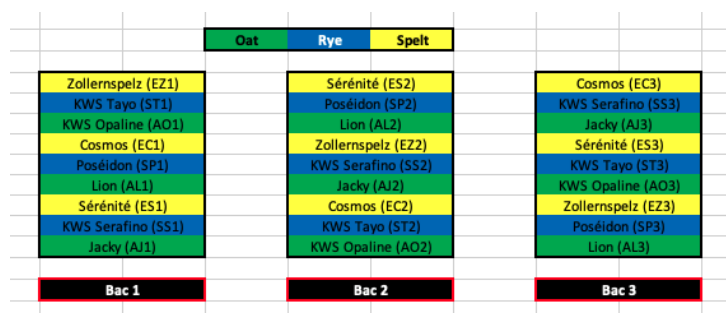 Oat Rye Spelt
Zollernspelz (EZ1) Sérénité (ES2) Cosmos (EC3)
KWS Tayo (ST1) Poséidon (SP2) KWS Serafino (SS3)
KWS Opaline (AO1) Lion (AL2) Jacky (AJ3)
Cosmos (EC1) Zollernspelz (EZ2) Sérénité (ES3)
Poséidon (SP1) KWS Serafino (SS2) KWS Tayo (ST3)
Lion (AL1) Jacky (AJ2) KWS Opaline (AO3)
Sérénité (ES1) Cosmos (EC2) Zollernspelz (EZ3)
KWS Serafino (SS1) KWS Tayo (ST2) Poséidon (SP3)
Jacky (AJ1) KWS Opaline (AO2) Lion (AL3)
Bac 1 Bac 2 Bac 3